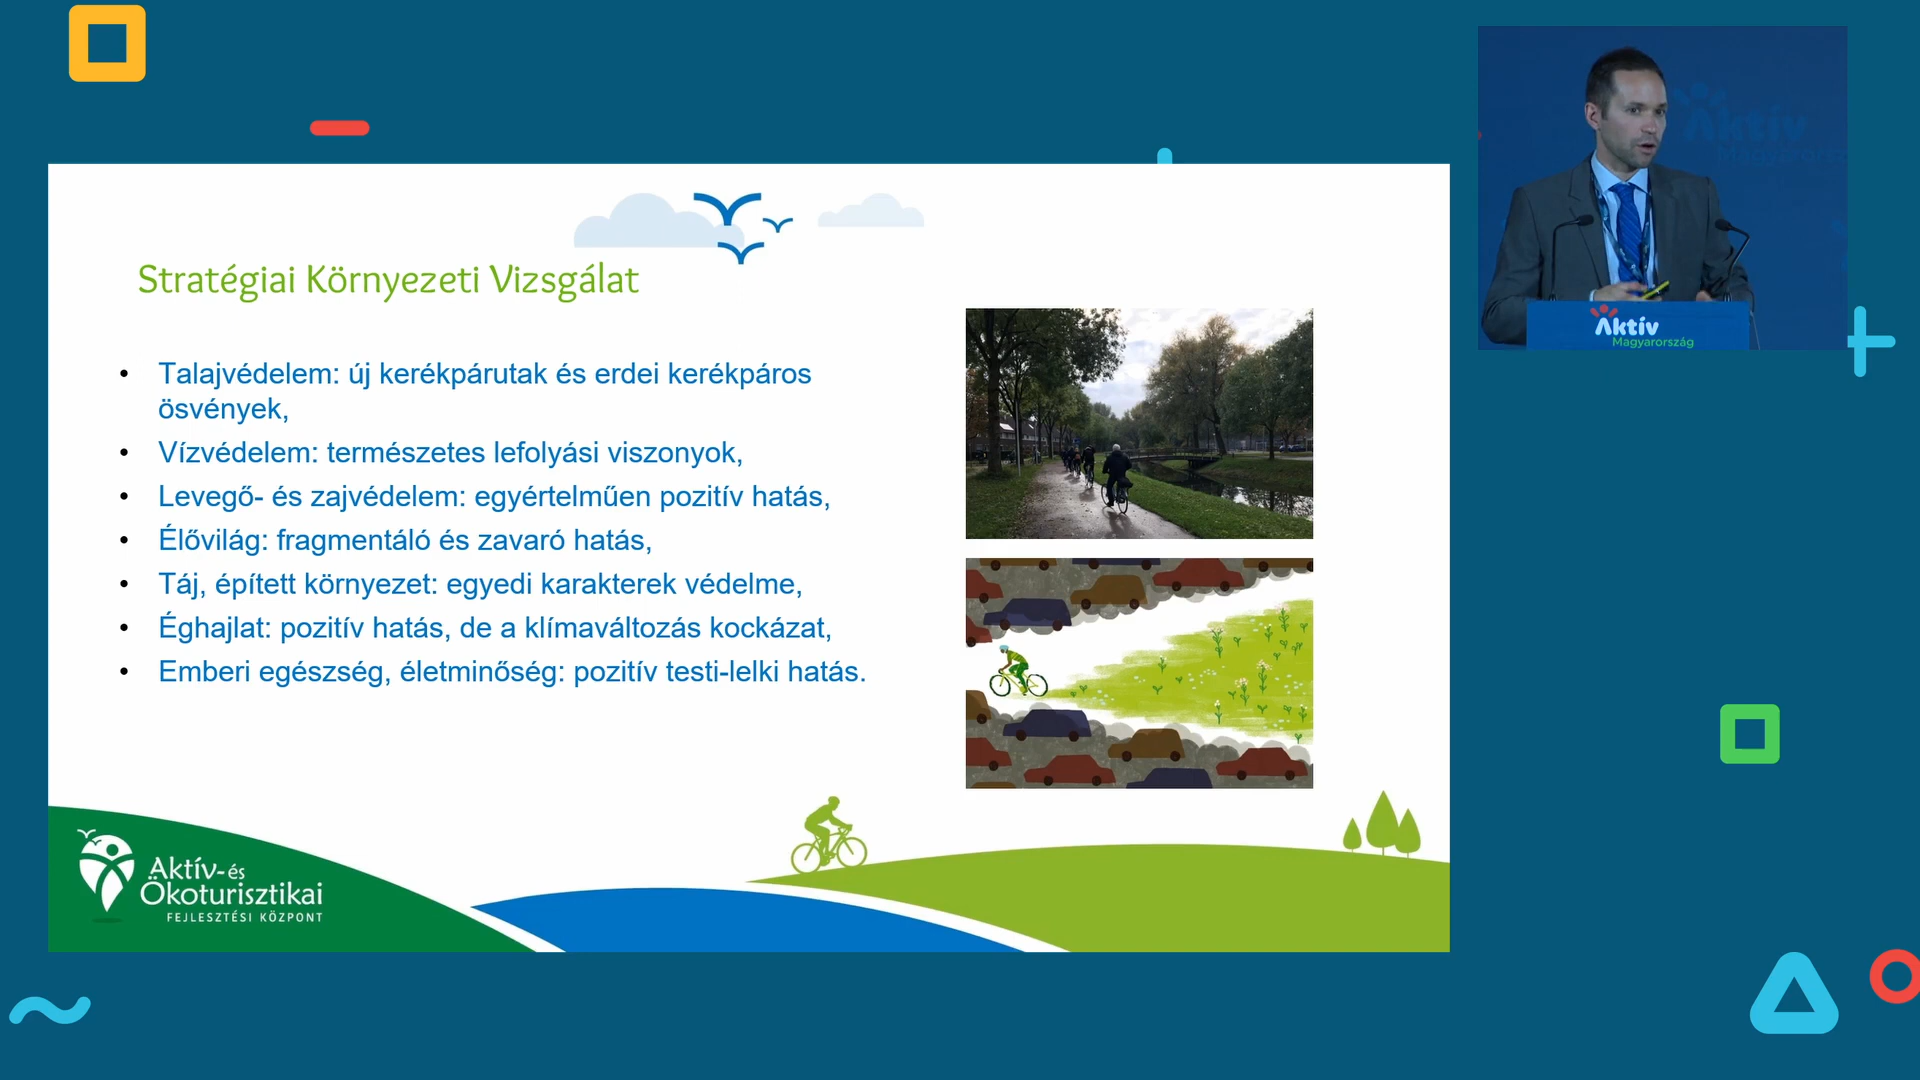 Stratégiai Környezeti Vizsgálat
• Talajvédelem: új kerékpárutak és erdei kerékpáros
ösvények,
• Vízvédelem: természetes lefolyási viszonyok,
• Levegő- és zajvédelem: egyértelműen pozitív hatás,
• Élővilág: fragmentáló és zavaró hatás,
• Táj, épített környezet: egyedi karakterek védelme,
• Éghajlat: pozitív hatás, de a klímaváltozás kockázat,
• Emberi egészség, életminőség: pozitív testi-lelki hatás.
Aktív- és
Ökoturisztikai
FEJLESZTÉSI KÖZPONT
Aktív
Magyarország
Aktív
Magyarország